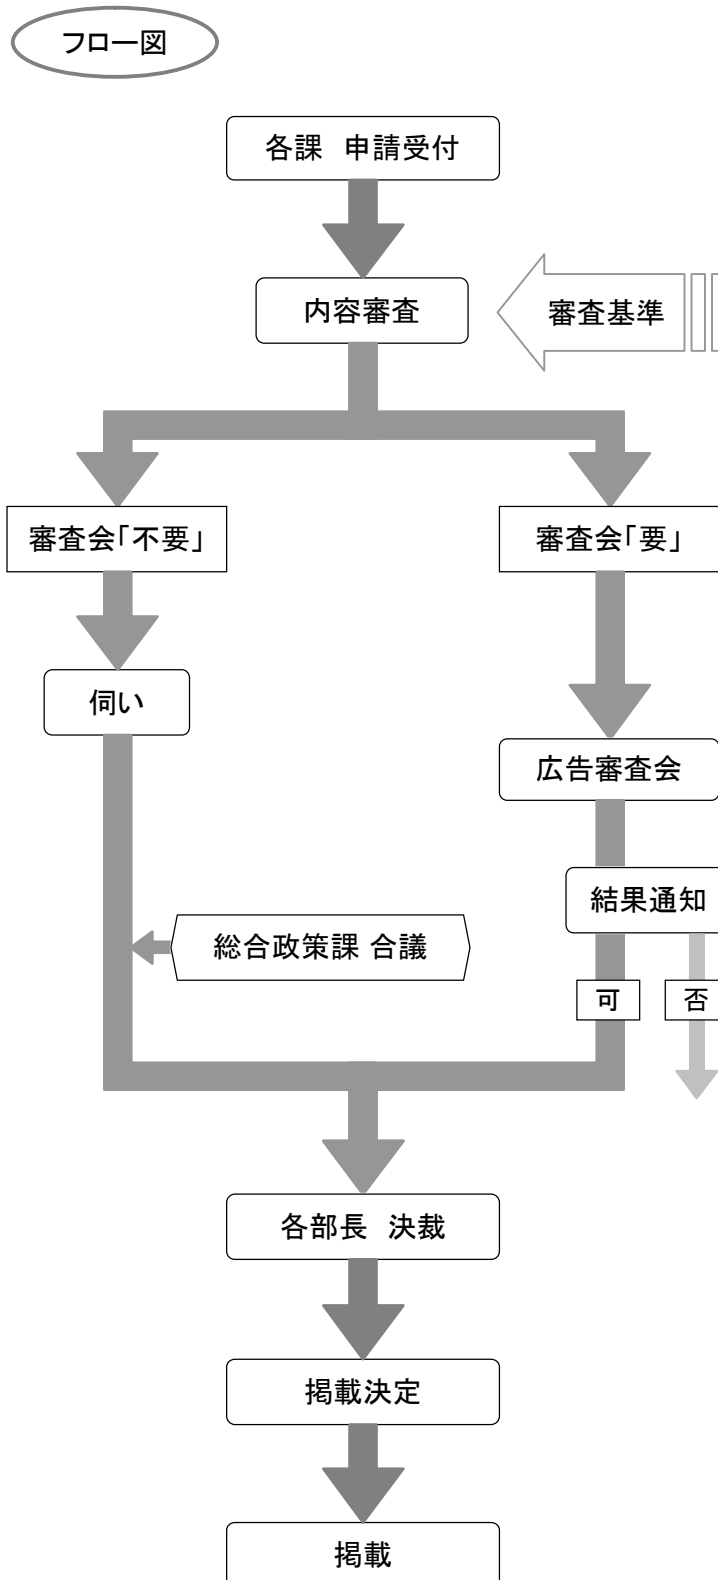 フロー図
各課　申請受付
内容審査
審査基準
審査会「不要」
審査会「要」
伺い
広告審査会
結果通知
総合政策課 合議
可
否
各部長　決裁
掲載決定
掲載